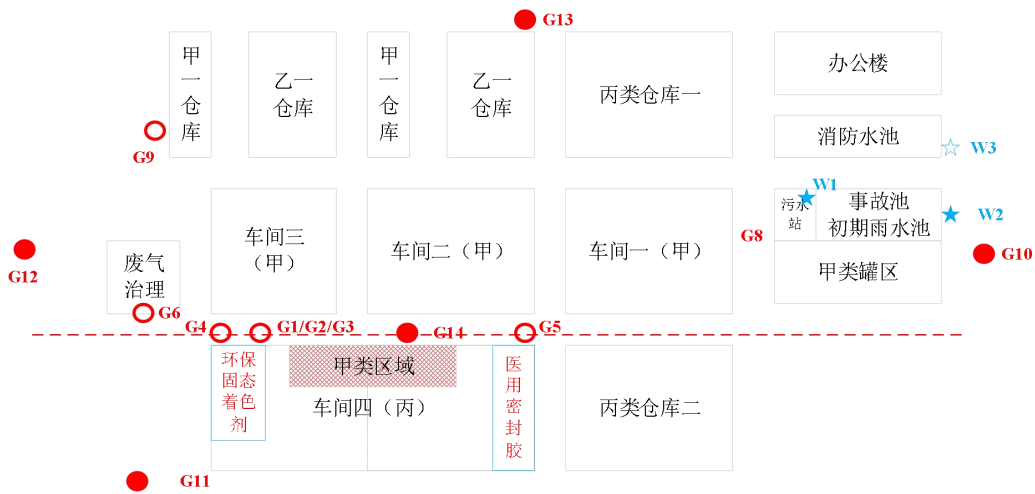 G13
甲
一
仓
库
乙一
仓库
甲
一
仓
库
乙一
仓库
丙类仓库一
办公楼
消防水池
G9
W3
W1
污水
站
事故池
初期雨水池
W2
车间三
（甲）
车间二（甲）
车间一（甲）
G8
G10
甲类罐区
G12
废气
治理
G6
G4
G1/G2/G3
G14
G5
环保
固态
着色
剂
甲类区域
车间四（丙）
医
用
密
封
胶
丙类仓库二
G11